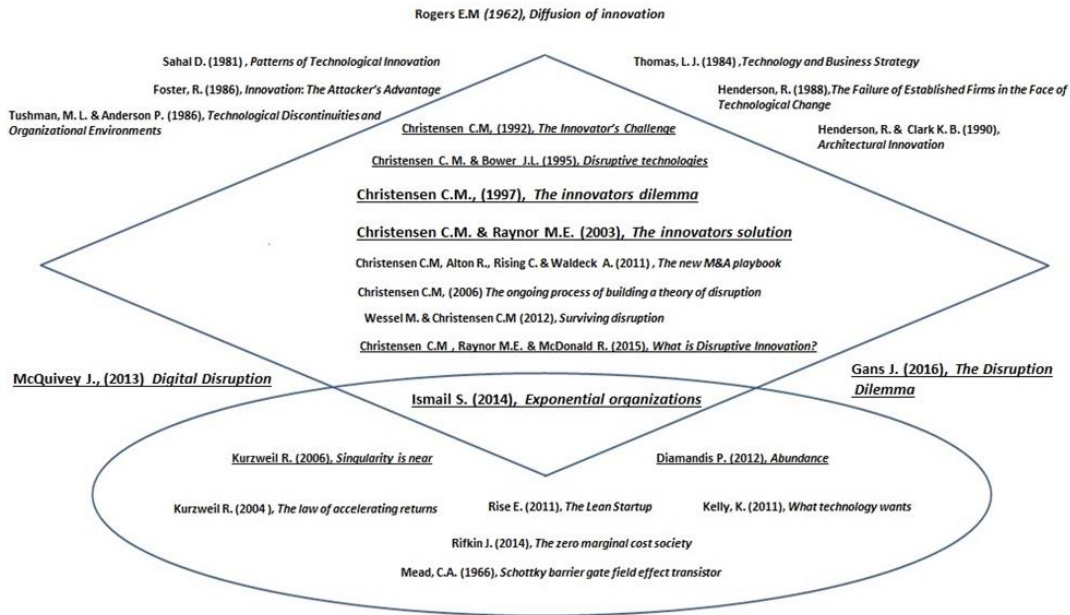 Rogers E.M (1962), Diffusion of innovation
Sahal D. (1981) , Patterns of Technological Innovation
Thomas, L. J. (1984) ,Technology and Business Strategy
Foster, R. (1986), Innovation: The Attacker's Advantage
Henderson, R. (1988),The Failure of Established Firms in the Face of
Technological Change
Tushman, M. L. & Anderson P. (1986), Technological Discontinuities and
Organizational Environments
Henderson, R. & Clark K. B. (1990),
Architectural Innovation
Christensen C.M, (1992), The Innovator's Challenge
Christensen C. M. & Bower J.L. (1995), Disruptive technologies
Christensen C.M., (1997), The innovators dilemma
Christensen C.M. & Raynor M.E. (2003), The innovators solution
Christensen C.M, Alton R., Rising C. & Waldeck A. (2011) , The new M&A playbook
Christensen C.M, (2006) The ongoing process of building a theory of disruption
Wessel M. & Christensen C.M (2012), Surviving disruption
Christensen C.M , Raynor M.E. & McDonald R. (2015), What is Disruptive Innovation?
McQuivey J., (2013) Digital Disruption
Gans J. (2016), The Disruption
Dilemma
Ismail S. (2014), Exponential organizations
Kurzweil R. (2006), Singularity is near
Diamandis P. (2012), Abundance
Kurzweil R. (2004 ), The law of accelerating returns
Rise E. (2011), The Lean Startup
Kelly, K. (2011), What technology wants
Rifkin J. (2014), The zero marginal cost society
Mead, C.A. (1966), Schottky barrier gate field effect transistor